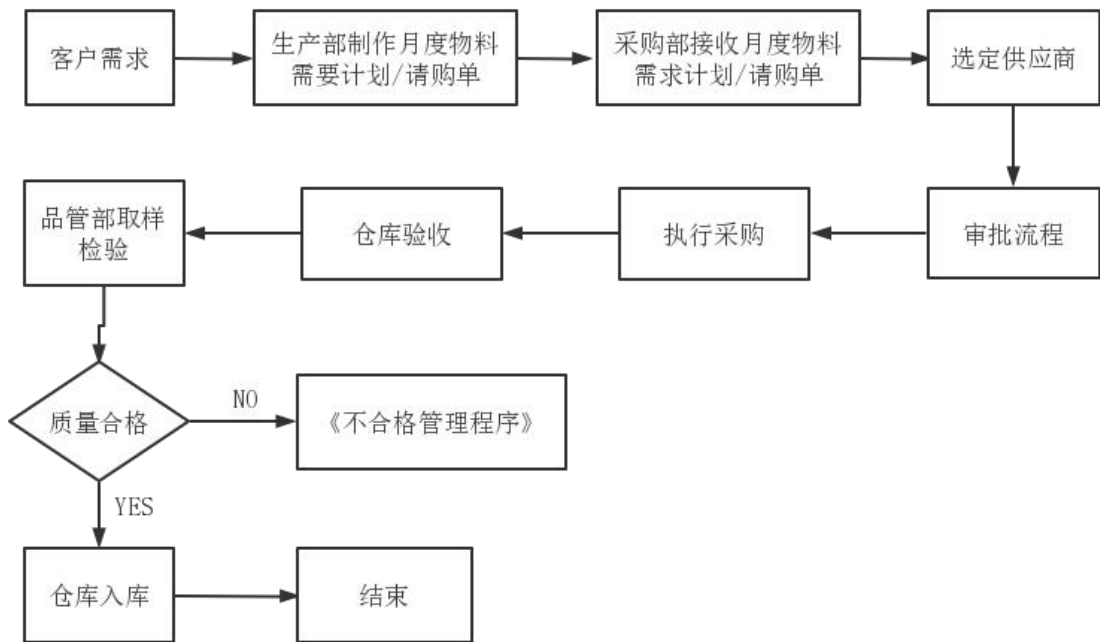 客户需求
生产部制作月度物料
需要计划/请购单
采购部接收月度物料
需求计划/请购单
选定供应商
审批流程
执行采购
仓库验收
品管部取样
检验
质量合格
NO
《不合格管理程序》
YES
仓库入库
结束